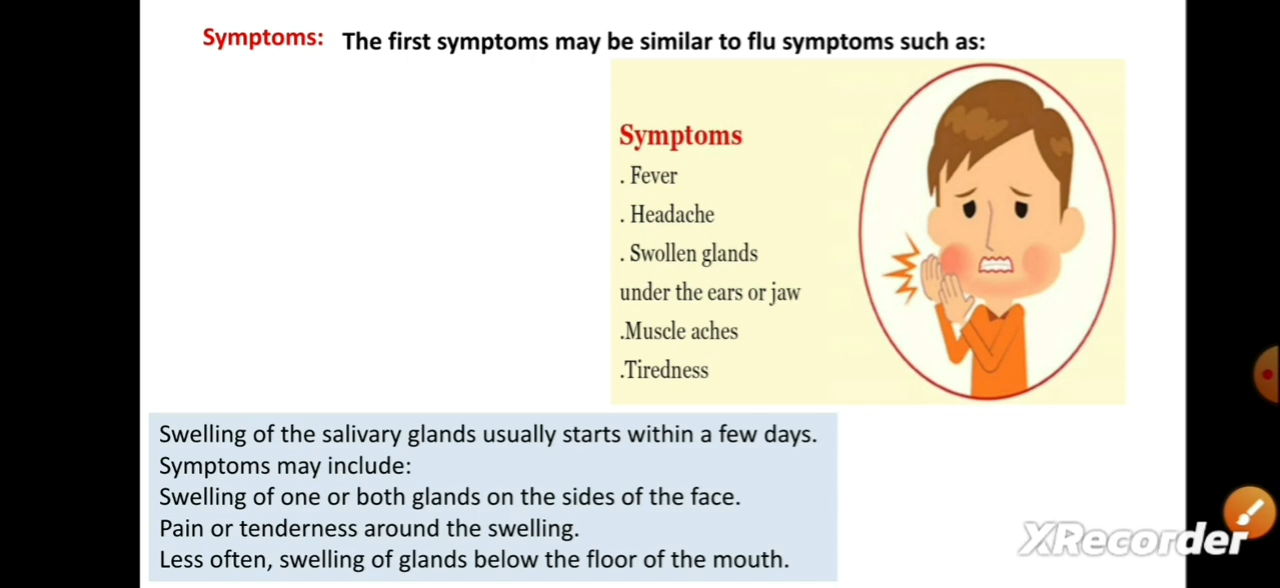 Symptoms: The first symptoms may be similar to flu symptoms such as:
Symptoms
. Fever
. Headache
. Swollen glands
under the ears or jaw
.Muscle aches
.Tiredness
Swelling of the salivary glands usually starts within a few days.
Symptoms may include:
Swelling of one or both glands on the sides of the face.
Pain or tenderness around the swelling.
Less often, swelling of glands below the floor of the mouth.
XRecorder